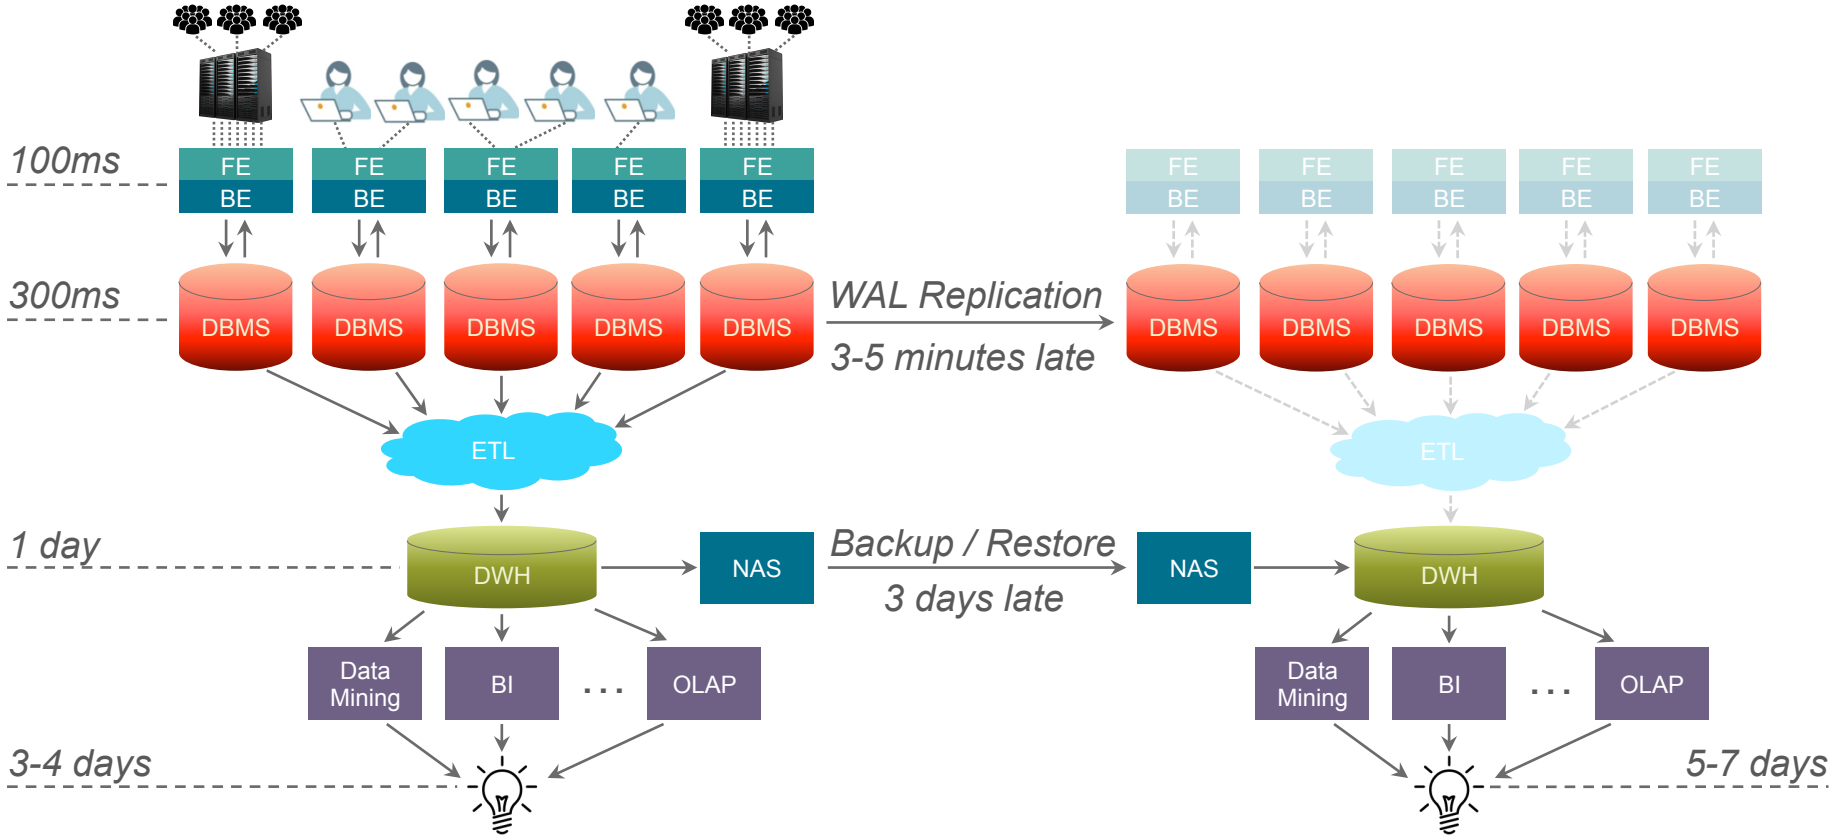 100ms
FE FE FE FE FE
BE BE BE BE BE
FE FE FE FE FE
BE BE BE BE BE
300ms
DBMS DBMS DBMS DBMS DBMS
WAL Replication
3-5 minutes late
DBMS DBMS DBMS DBMS DBMS
ETL
ETL
1 day
DWH
NAS
Backup / Restore
3 days late
NAS
DWH
Data
Mining
BI
...
OLAP
Data
Mining
BI
...
OLAP
3-4 days
5-7 days